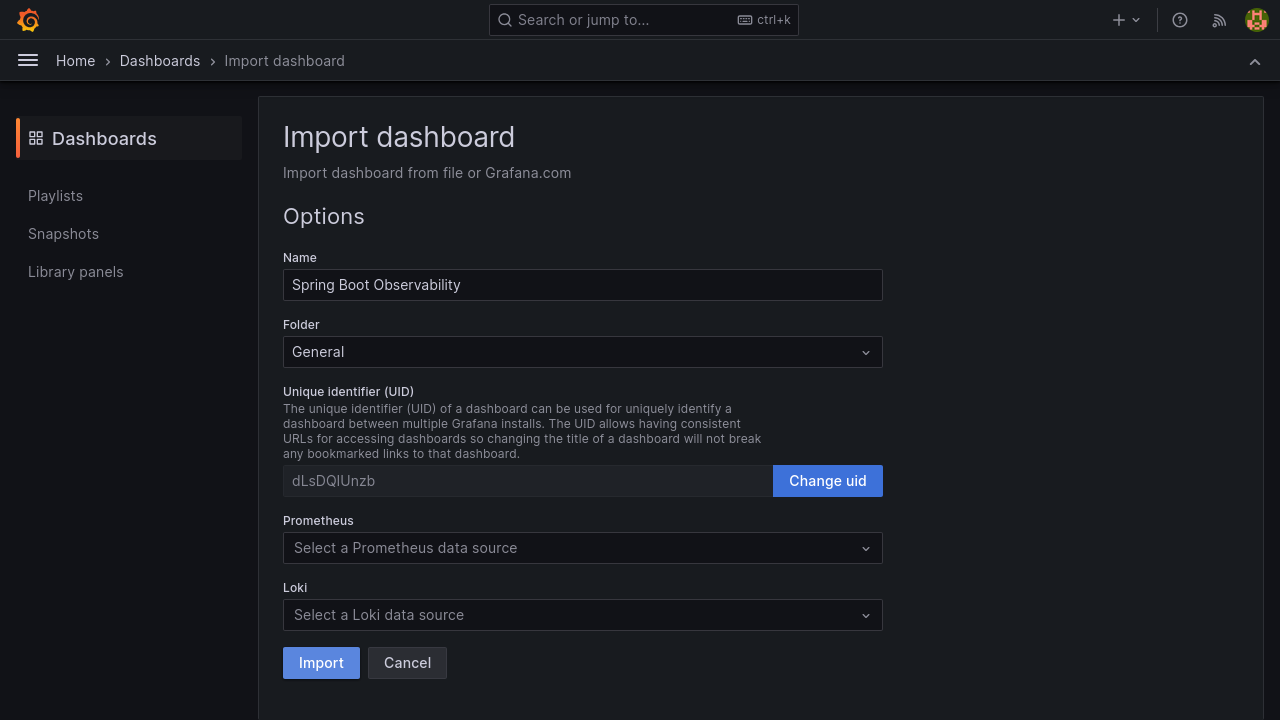 Search or jump to...
ctrl+k
Home
Dashboards
Import dashboard
Dashboards
Playlists
Snapshots
Library panels
Import dashboard
Import dashboard from file or Grafana.com
Options
Name
Spring Boot Observability
Folder
General
Unique identifier (UID)
The unique identifier (UID) of a dashboard can be used for uniquely identify a
dashboard between multiple Grafana installs. The UID allows having consistent
URLs for accessing dashboards so changing the title of a dashboard will not break
any bookmarked links to that dashboard.
dLsDQIUnzb
Change uid
Prometheus
Select a Prometheus data source
Loki
Select a Loki data source
Import
Cancel